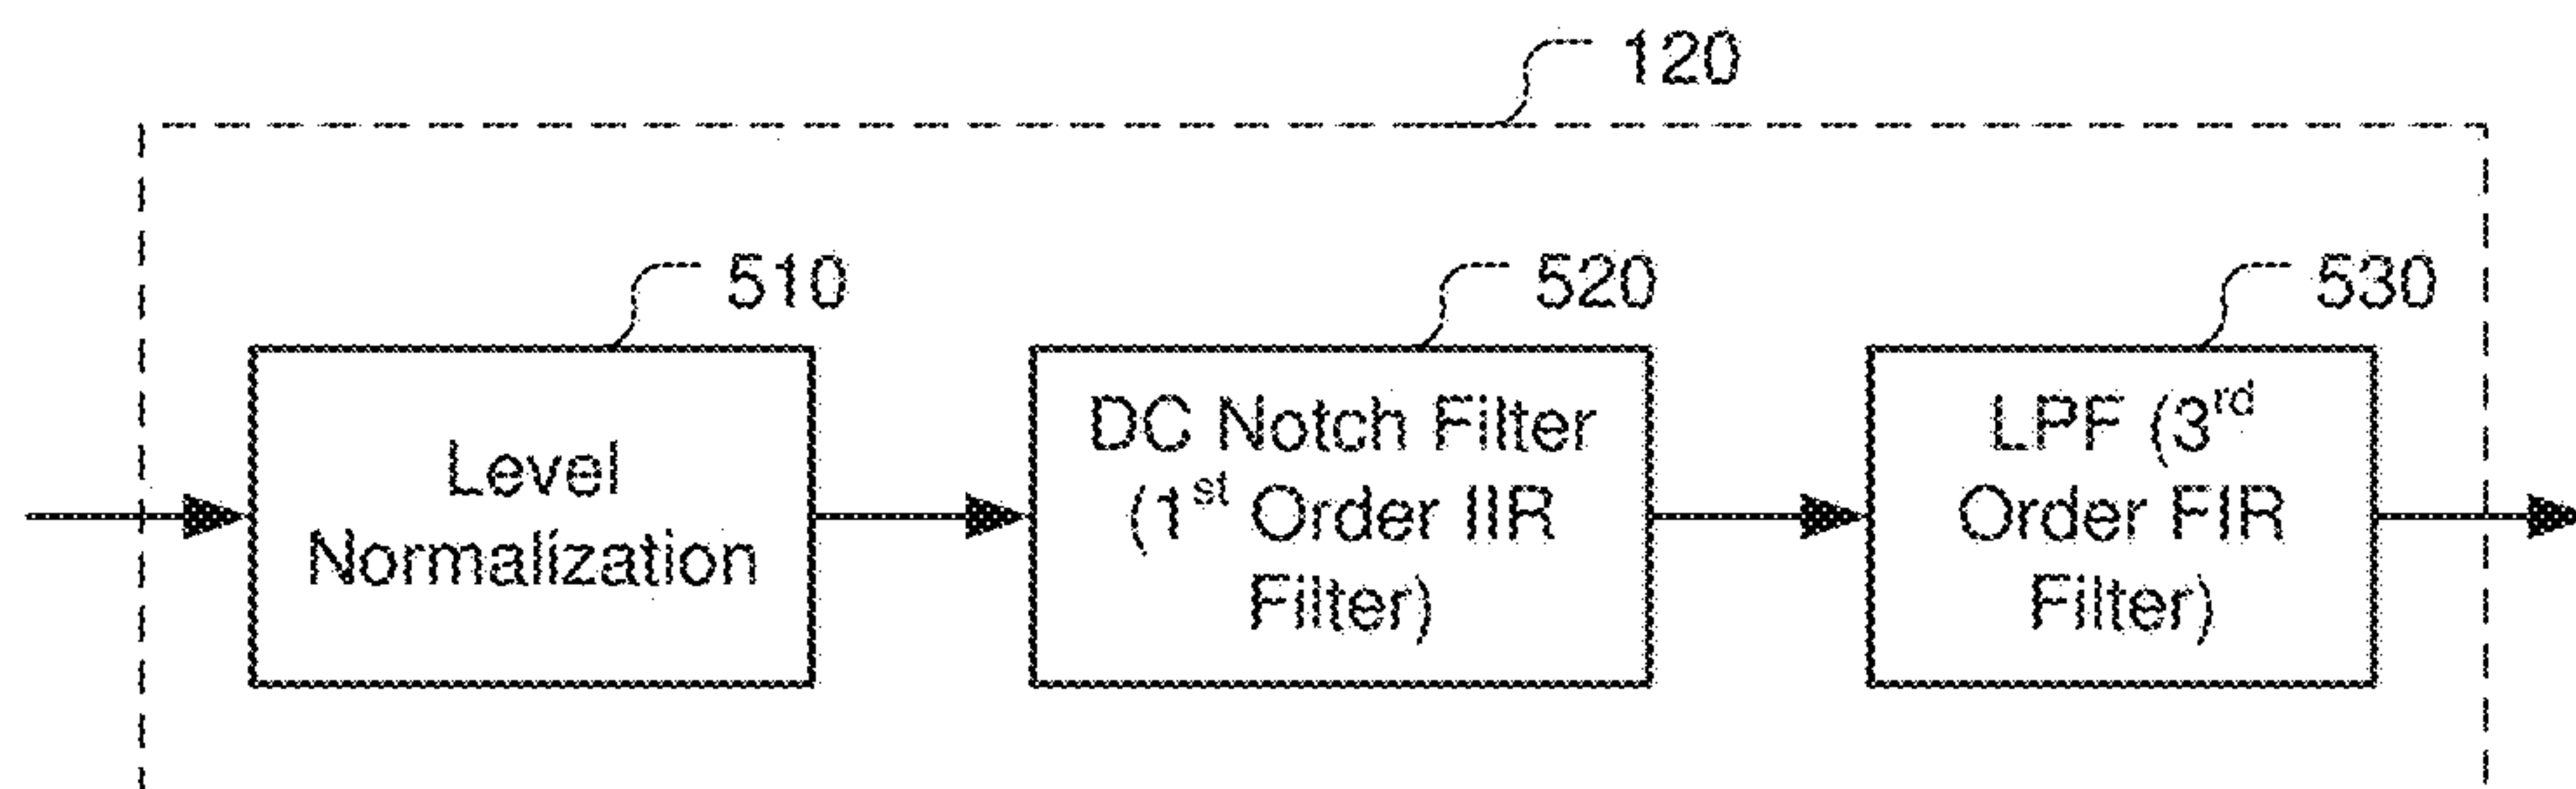 120
510
520
530
Level
Normalization
DC Notch Filter
(1st Order IIR
Filter)
LPF (3rd
Order FIR
Filter)